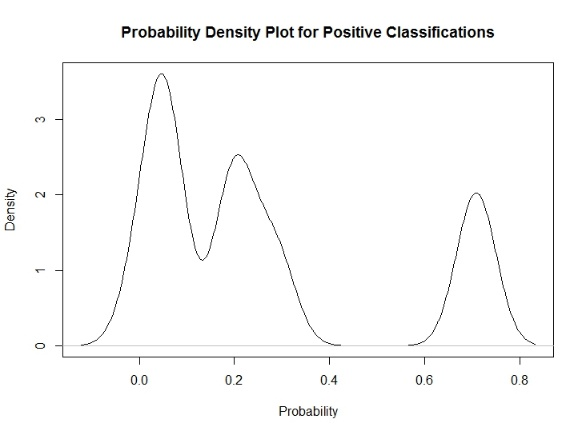 Probability Density Plot for Positive Classifications
3
2
1
0
Density
0.0 0.2 0.4 0.6 0.8
Probability